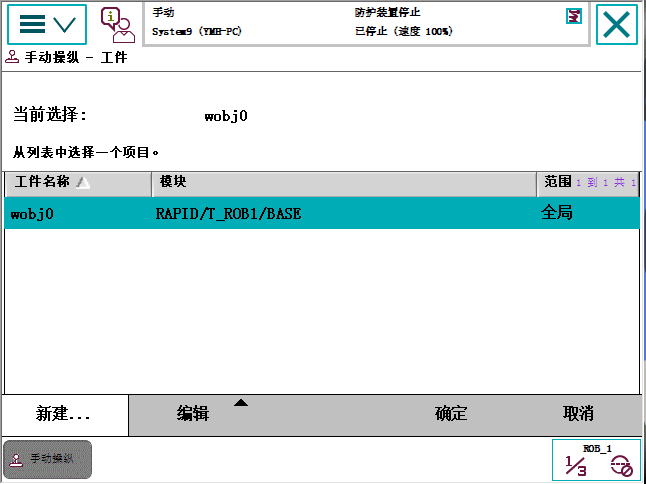 手动
防护装置停止
System9 (YMH-PC)
已停止 (速度 100%)
手动操纵 - 工件
当前选择:
wobj0
从列表中选择一个项目。
工件名称
模块
范围 1 到 1 共 1
wobj0
RAPID/T_ROB1/BASE
全局
新建...
编辑
确定
取消
手动操纵
ROB_1
1/3